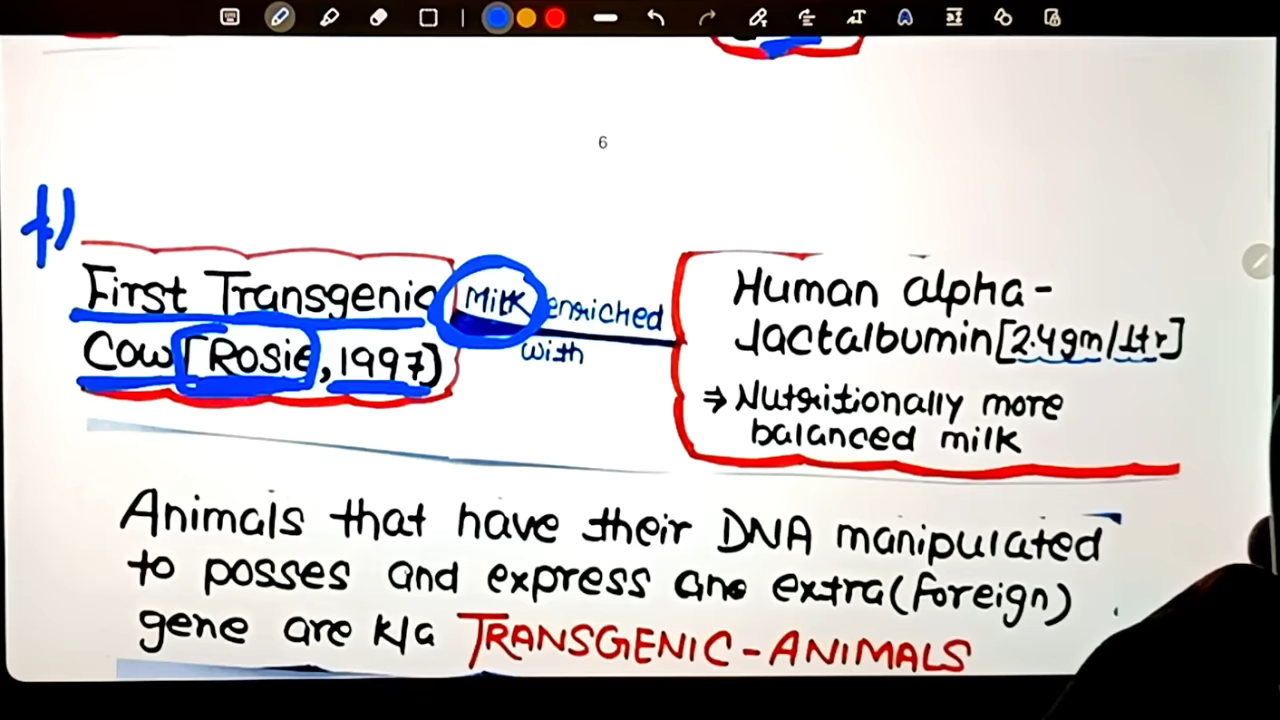 6
f)
First Transgenic
Cow [Rosie, 1997)
Milk enriched
with
Human alpha-
lactalbumin [2.4gm/Ltr]
⇒ Nutritionally more
balanced milk
Animals that have their DNA manipulated
to posses and express ano extra (foreign)
gene are k/a TRANSGENIC-ANIMALS